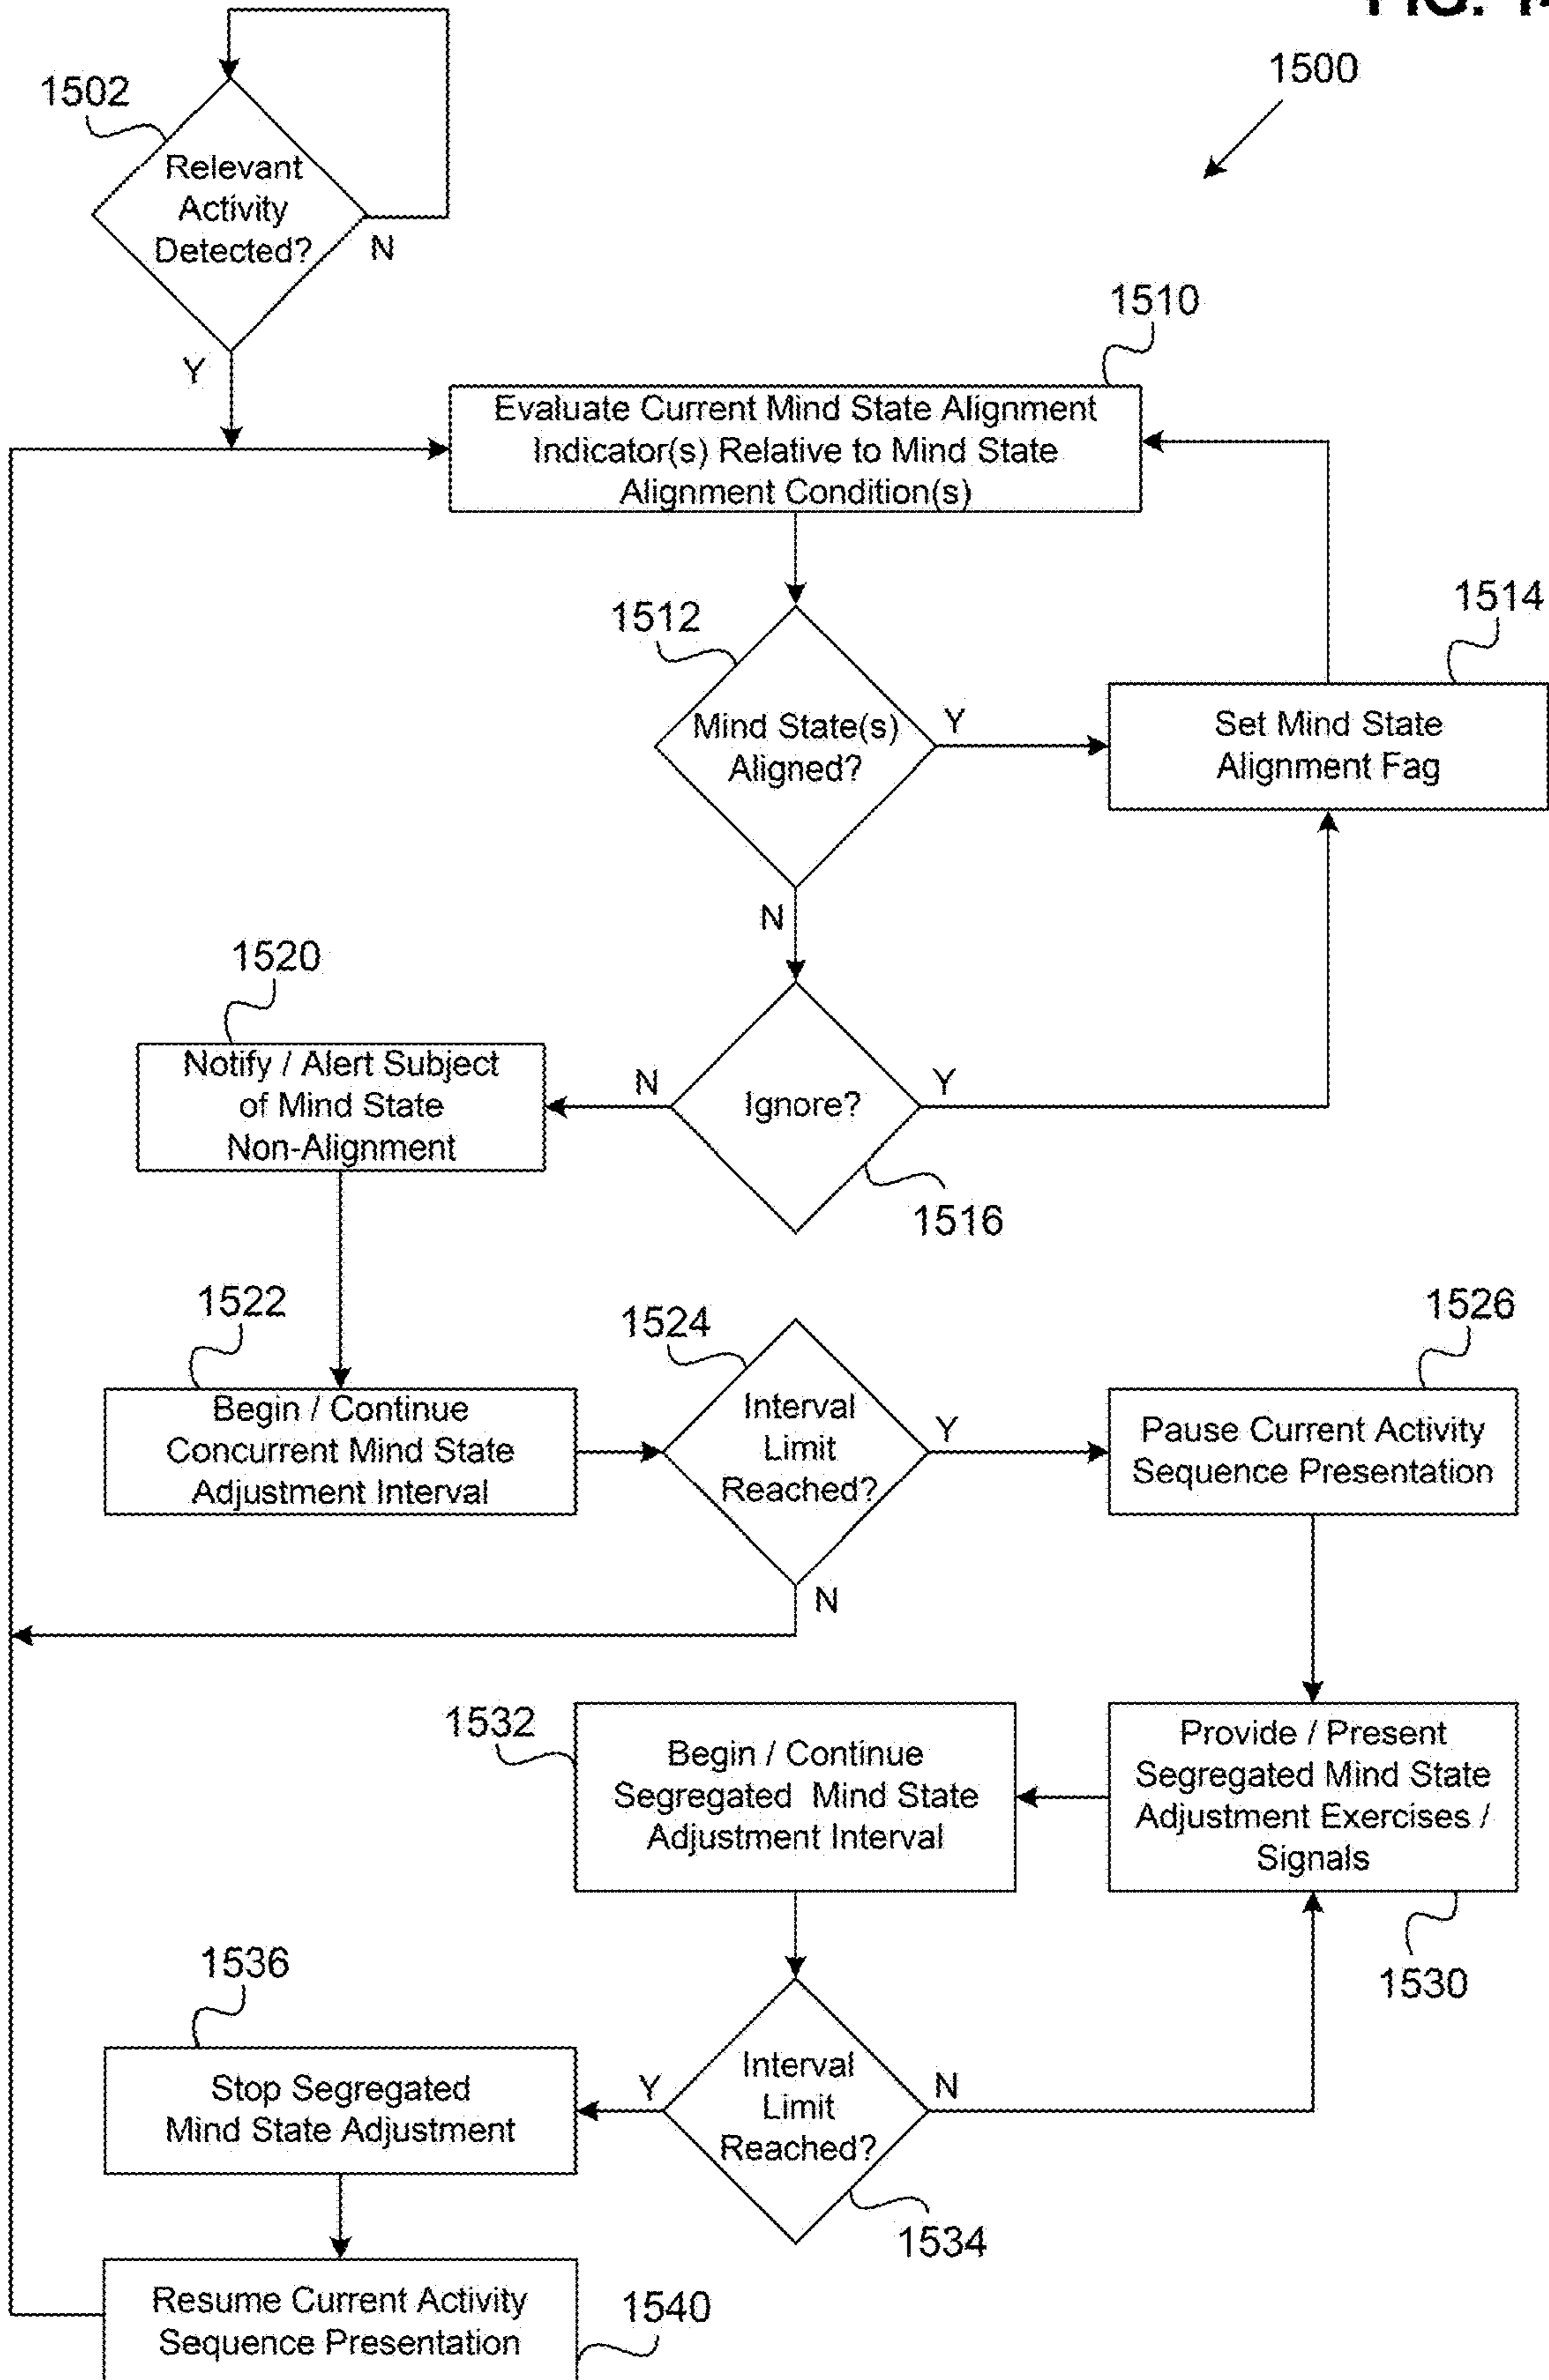 FIG. 14
1500
1502
Relevant
Activity
Detected?
N
Y
1510
Evaluate Current Mind State Alignment
Indicator(s) Relative to Mind State
Alignment Condition(s)
1512
Mind State(s)
Aligned?
Y
N
1514
Set Mind State
Alignment Fag
1520
Notify / Alert Subject
of Mind State
Non-Alignment
N
Ignore?
Y
1516
1522
Begin / Continue
Concurrent Mind State
Adjustment Interval
1524
Interval
Limit
Reached?
Y
N
1526
Pause Current Activity
Sequence Presentation
1532
Begin / Continue
Segregated Mind State
Adjustment Interval
Provide / Present
Segregated Mind State
Adjustment Exercises /
Signals
1530
1536
Stop Segregated
Mind State Adjustment
Y
Interval
Limit
Reached?
N
1534
Resume Current Activity
Sequence Presentation
1540